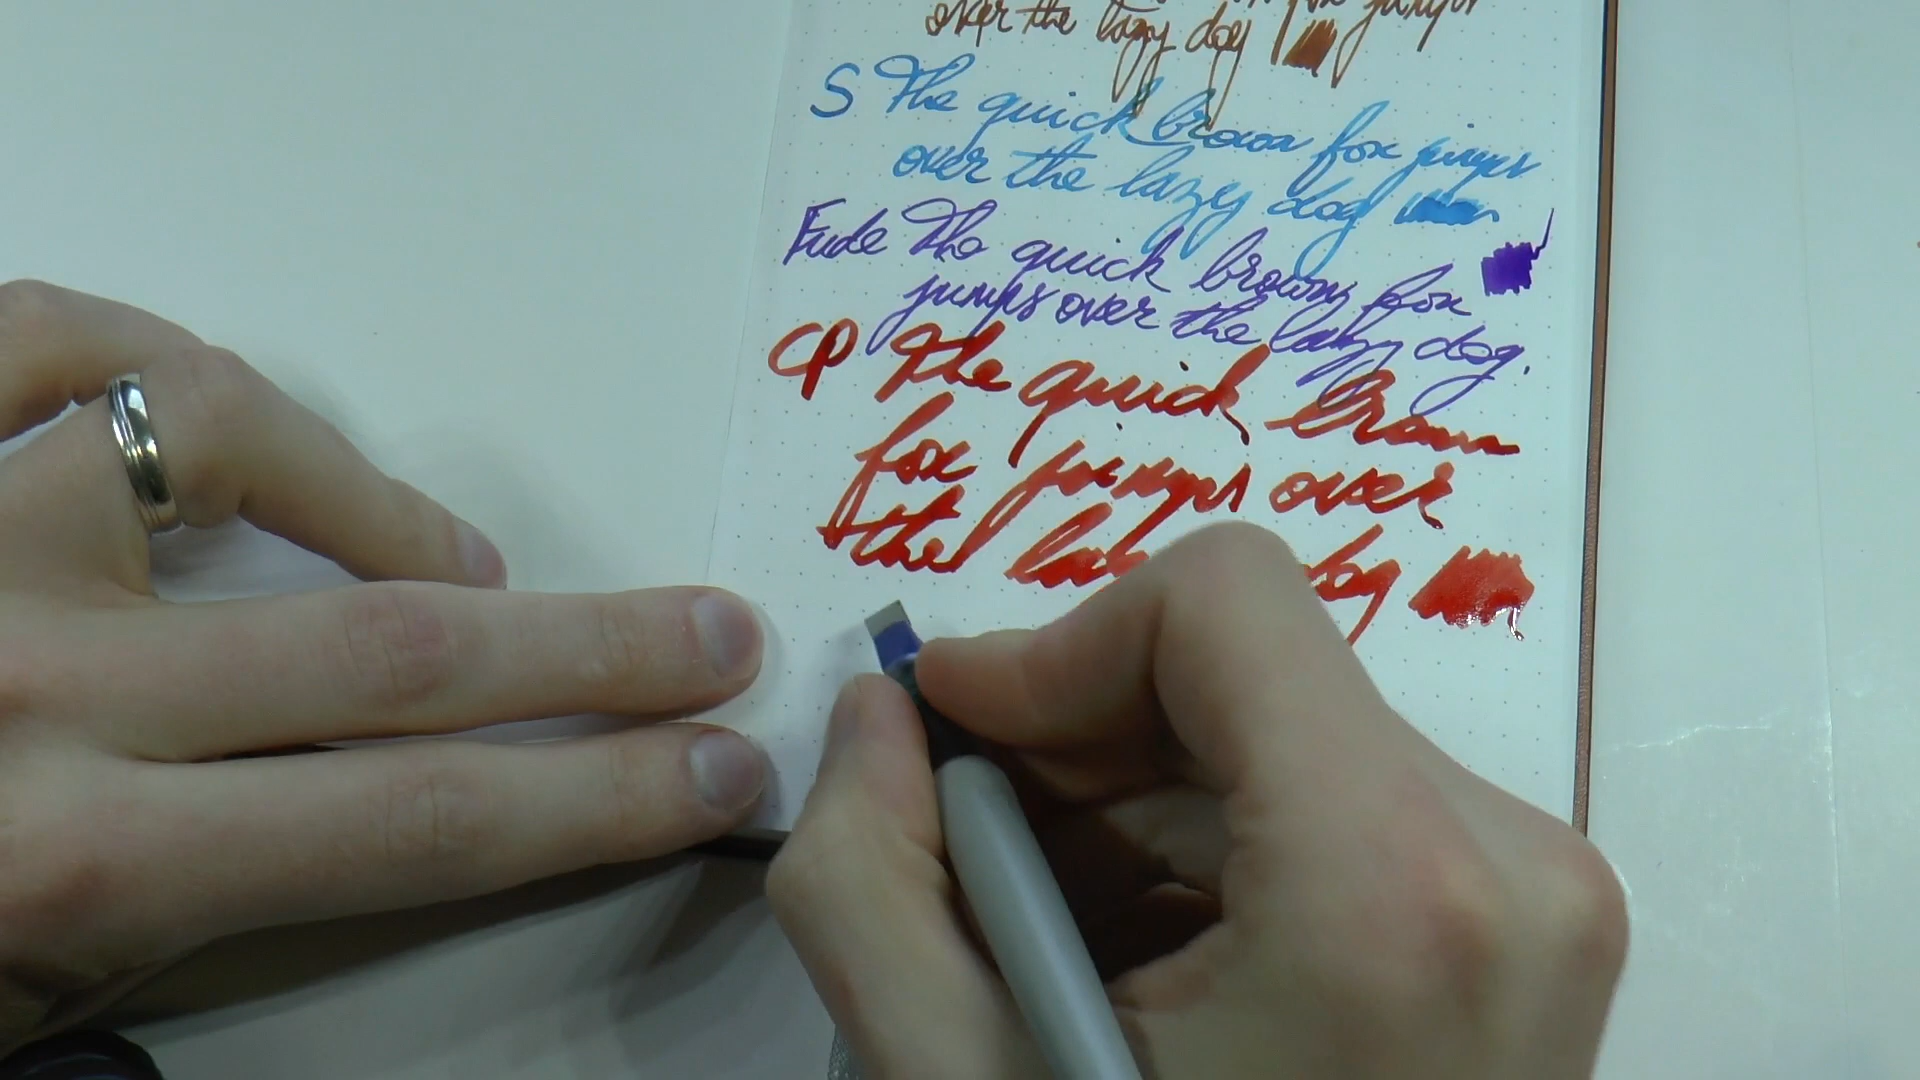 over the lazy dog
S The quick brown fox jumps
over the lazy dog
Fude The quick brown fox
jumps over the lazy dog.
CP The quick brown
fox jumps over
the dog